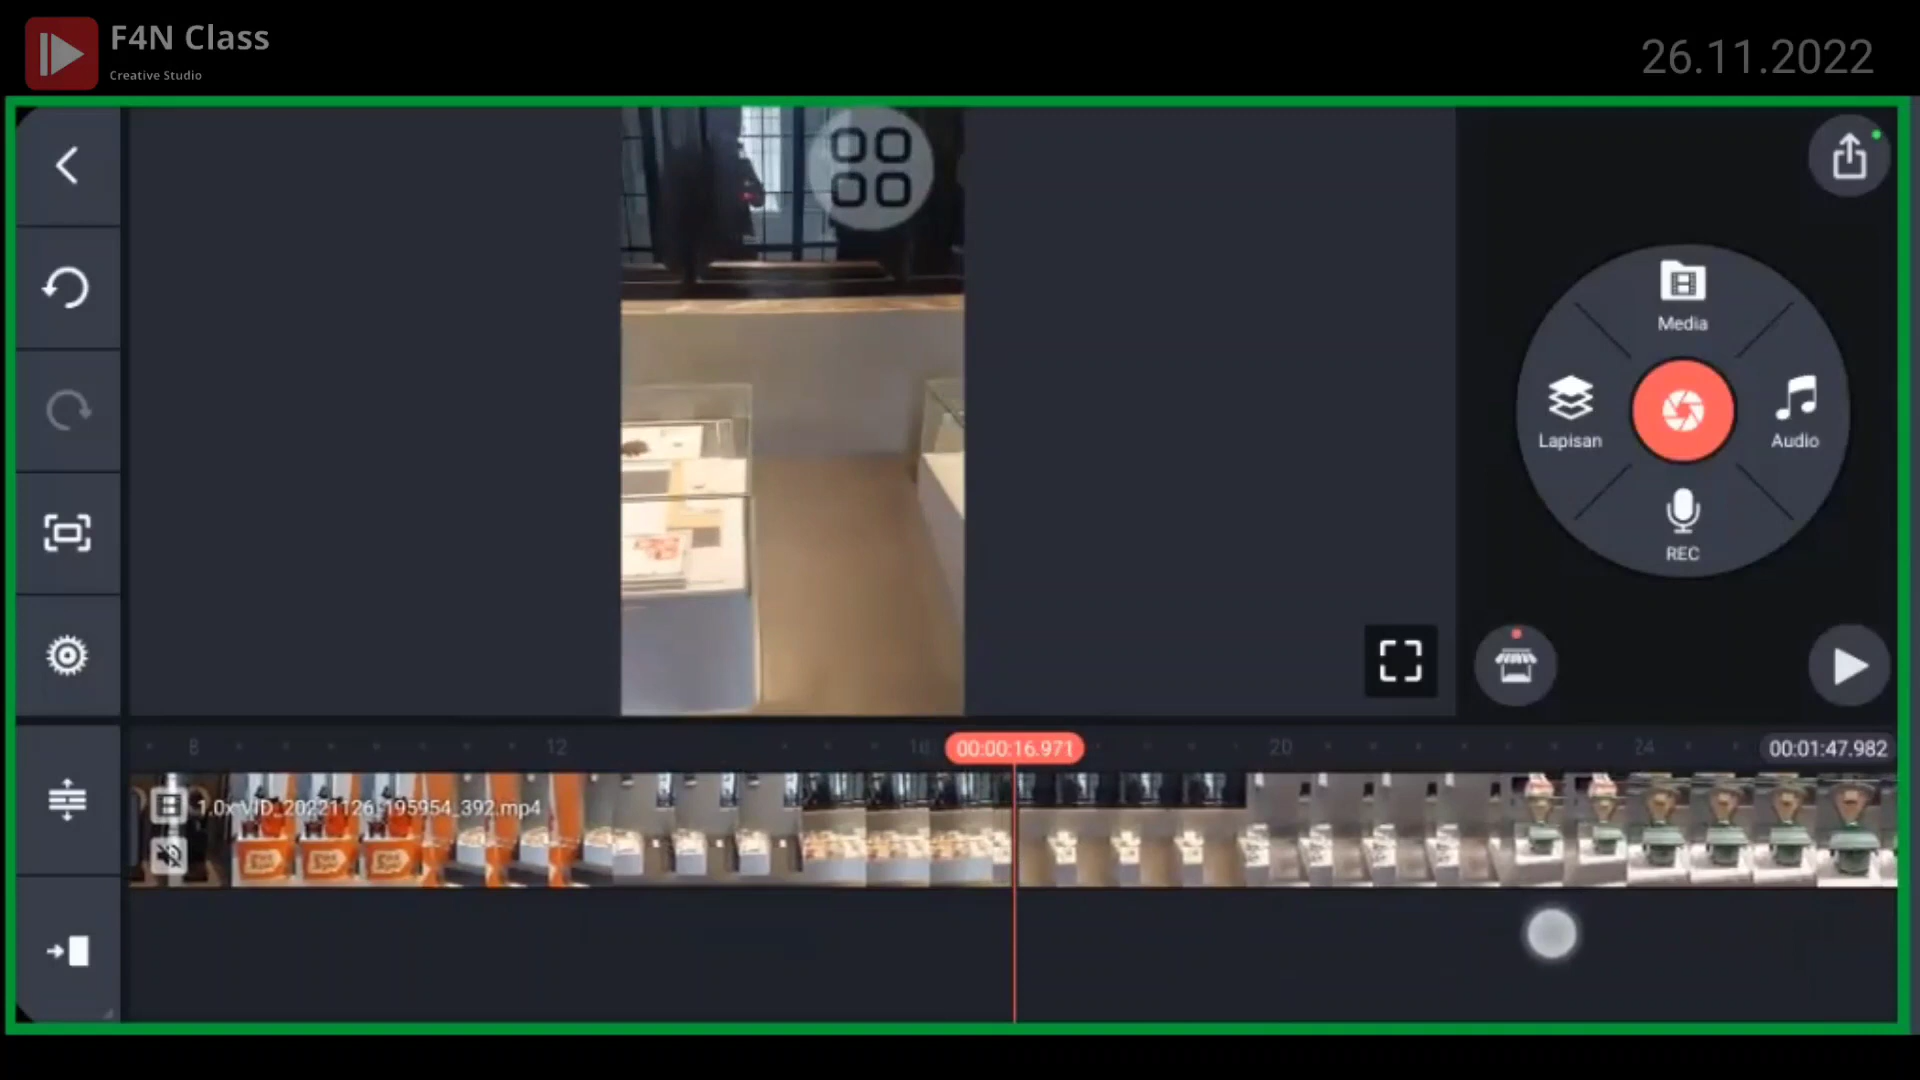 F4N Class
Creative Studio
26.11.2022
Media
Lapisan
Audio
REC
8
12
16
00:00:16.971
20
24
00:01:47.982
1.0x VID_20221126_195954_392.mp4